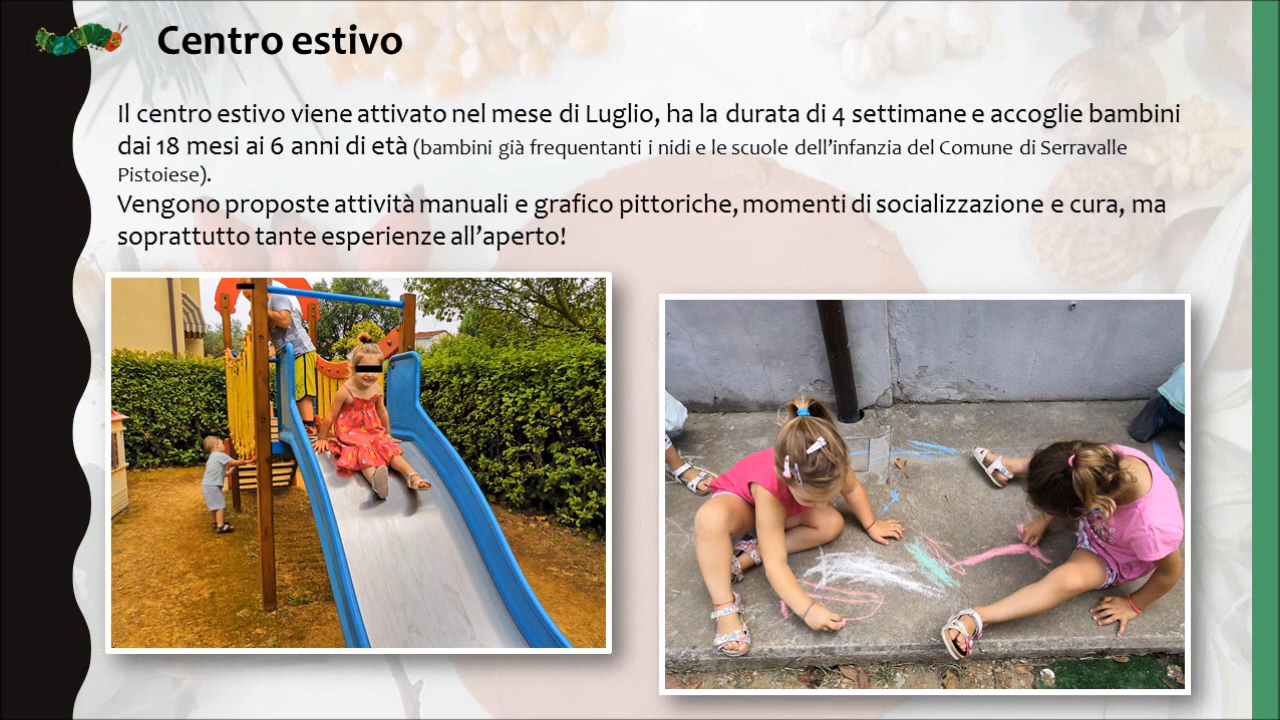 Centro estivo
Il centro estivo viene attivato nel mese di Luglio, ha la durata di 4 settimane e accoglie bambini
dai 18 mesi ai 6 anni di età (bambini già frequentanti i nidi e le scuole dell'infanzia del Comune di Serravalle
Pistoiese).
Vengono proposte attività manuali e grafico pittoriche, momenti di socializzazione e cura, ma
soprattutto tante esperienze all'aperto!